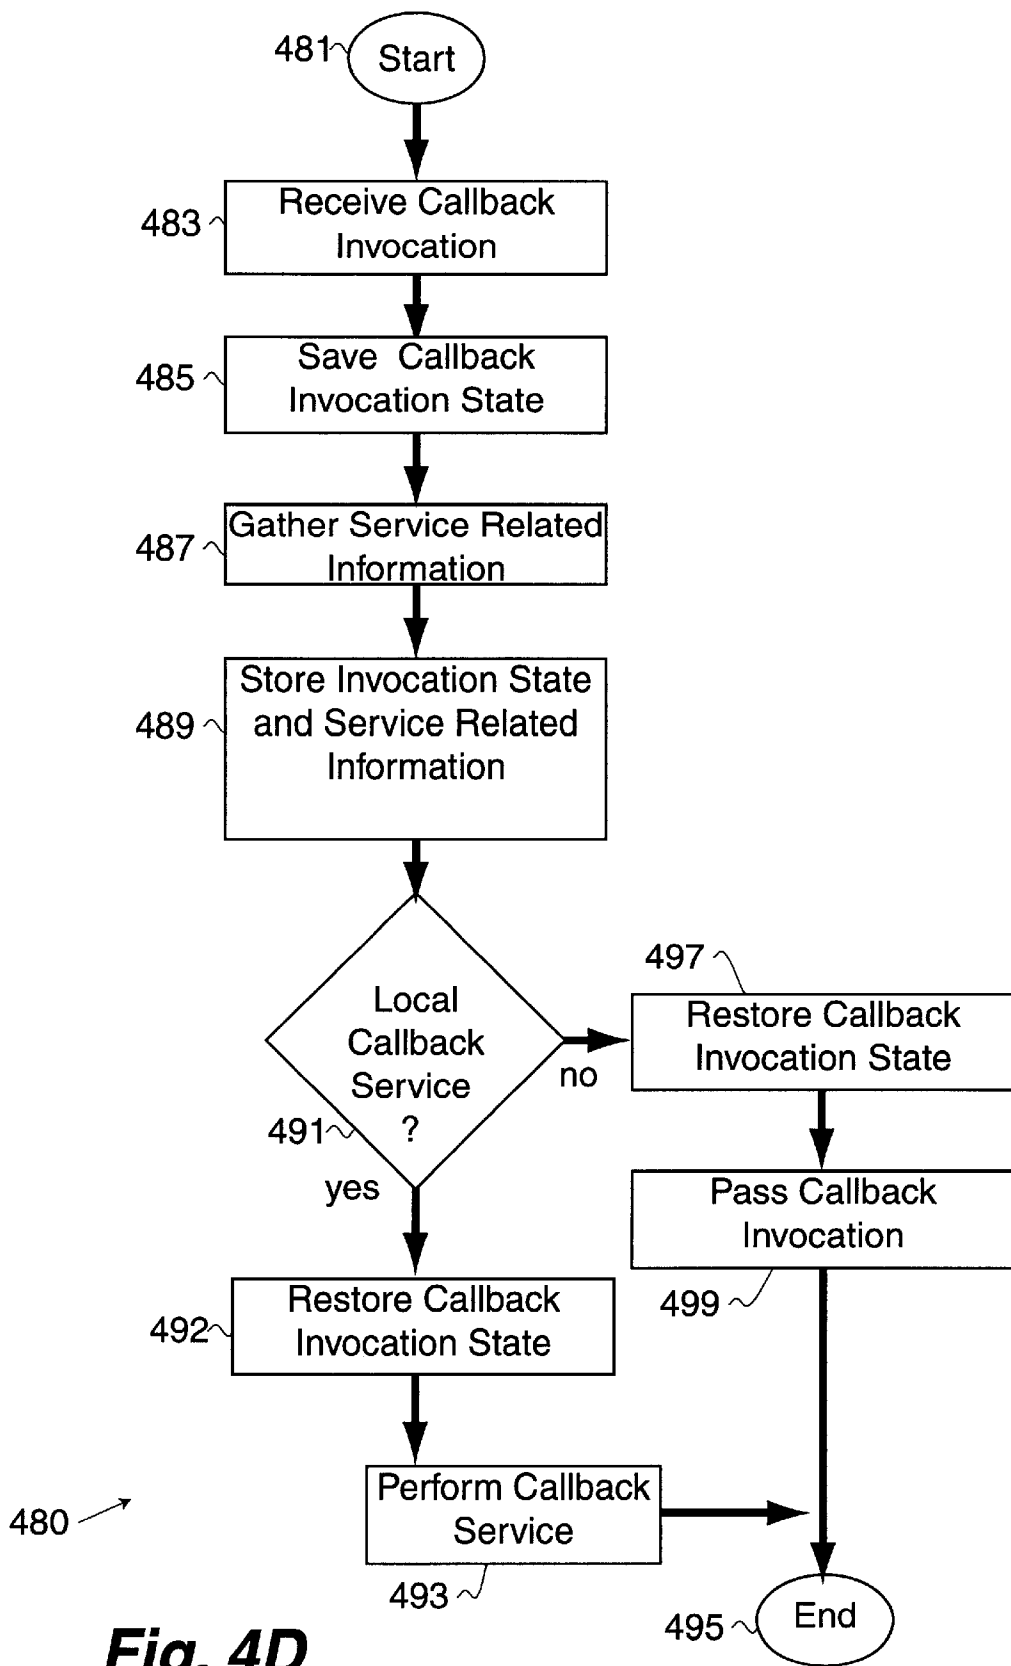 481
Start
483
Receive Callback
Invocation
485
Save Callback
Invocation State
487
Gather Service Related
Information
489
Store Invocation State
and Service Related
Information
491
Local
Callback
Service
?
no
yes
497
Restore Callback
Invocation State
Pass Callback
Invocation
499
492
Restore Callback
Invocation State
480
Perform Callback
Service
493
495
End
Fig. 4D